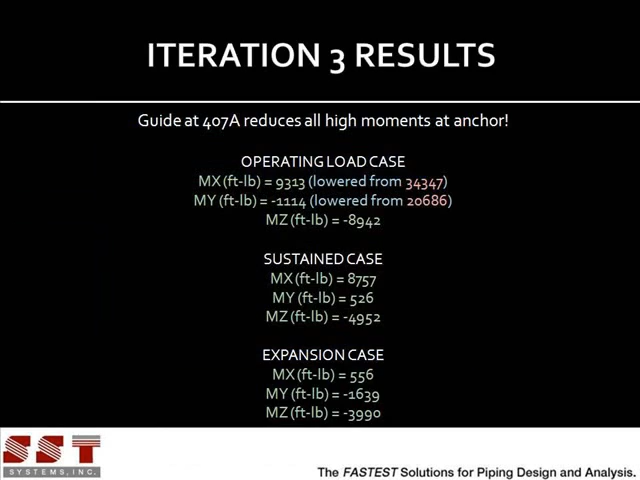 ITERATION 3 RESULTS
Guide at 407A reduces all high moments at anchor!
OPERATING LOAD CASE
MX (ft-lb) = 9313 (lowered from 34347)
MY (ft-lb) = -1114 (lowered from 20686)
MZ (ft-lb) = -8942
SUSTAINED CASE
MX (ft-lb) = 8757
MY (ft-lb) = 526
MZ (ft-lb) = -4952
EXPANSION CASE
MX (ft-lb) = 556
MY (ft-lb) = -1639
MZ (ft-lb) = -3990
SST
SYSTEMS, INC.
The FASTEST Solutions for Piping Design and Analysis.